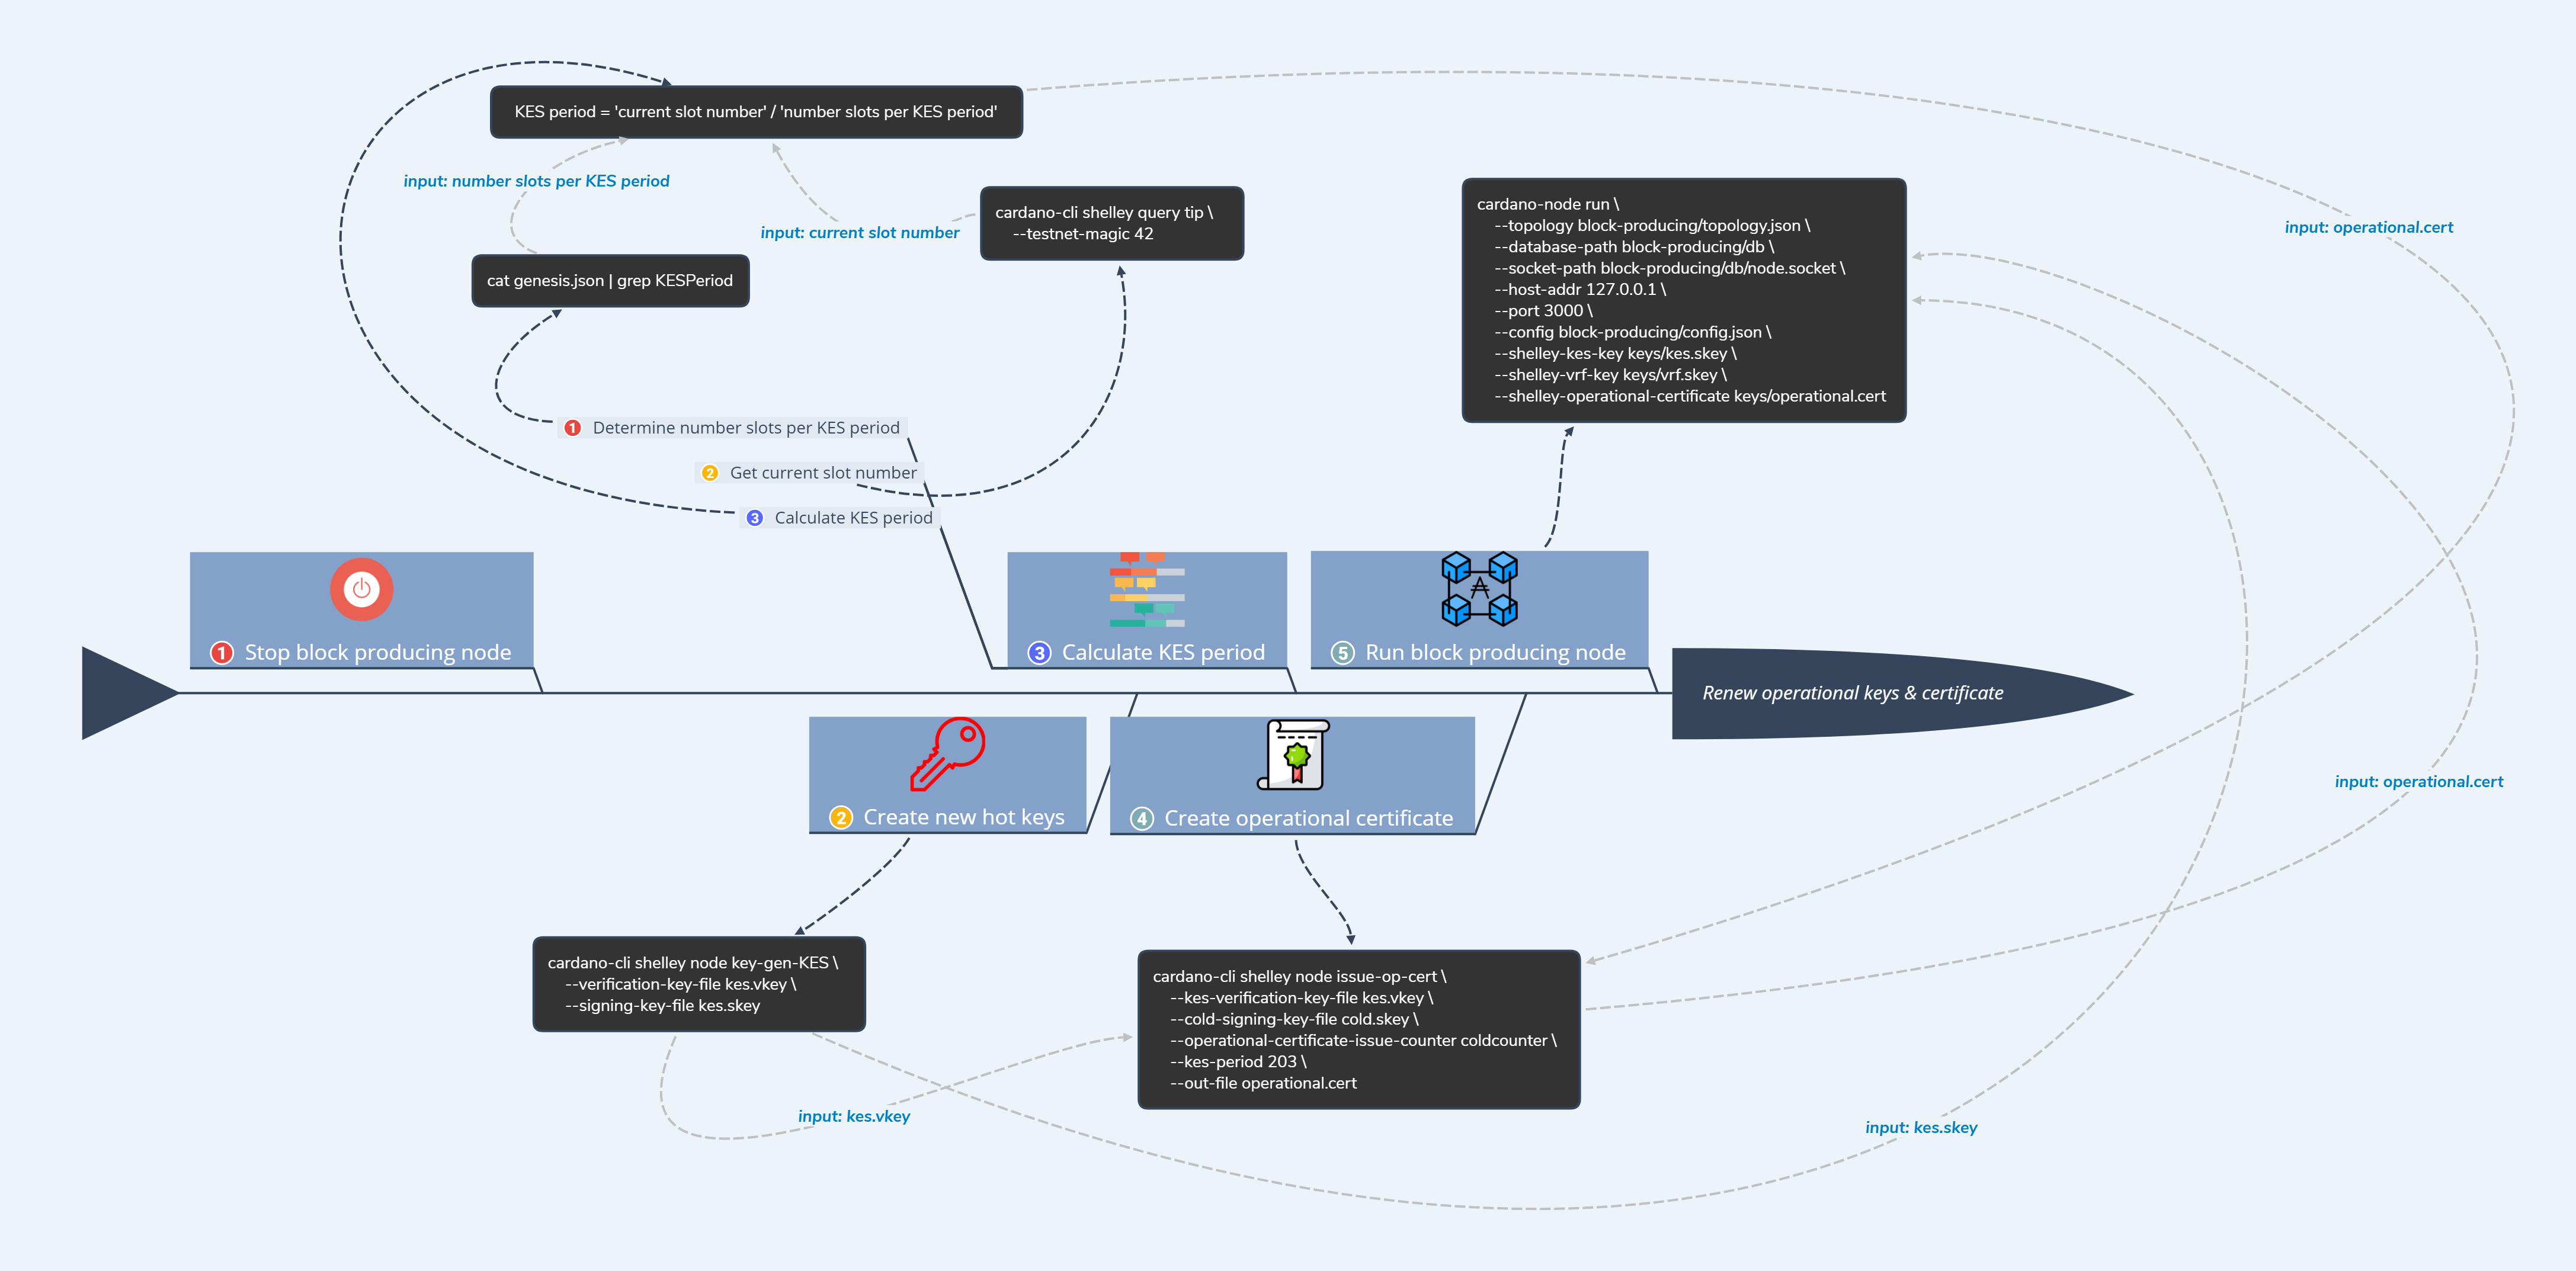 KES period = 'current slot number' / 'number slots per KES period'
input: number slots per KES period
cardano-cli shelley query tip \
--testnet-magic 42
input: current slot number
cat genesis.json | grep KESPeriod
cardano-node run \
--topology block-producing/topology.json \
--database-path block-producing/db \
--socket-path block-producing/db/node.socket \
--host-addr 127.0.0.1 \
--port 3000 \
--config block-producing/config.json \
--shelley-kes-key keys/kes.skey \
--shelley-vrf-key keys/vrf.skey \
--shelley-operational-certificate keys/operational.cert
input: operational.cert
1 Determine number slots per KES period
2 Get current slot number
3 Calculate KES period
1 Stop block producing node
3 Calculate KES period
5 Run block producing node
Renew operational keys & certificate
2 Create new hot keys
4 Create operational certificate
input: operational.cert
cardano-cli shelley node key-gen-KES \
--verification-key-file kes.vkey \
--signing-key-file kes.skey
cardano-cli shelley node issue-op-cert \
--kes-verification-key-file kes.vkey \
--cold-signing-key-file cold.skey \
--operational-certificate-issue-counter coldcounter \
--kes-period 203 \
--out-file operational.cert
input: kes.vkey
input: kes.skey